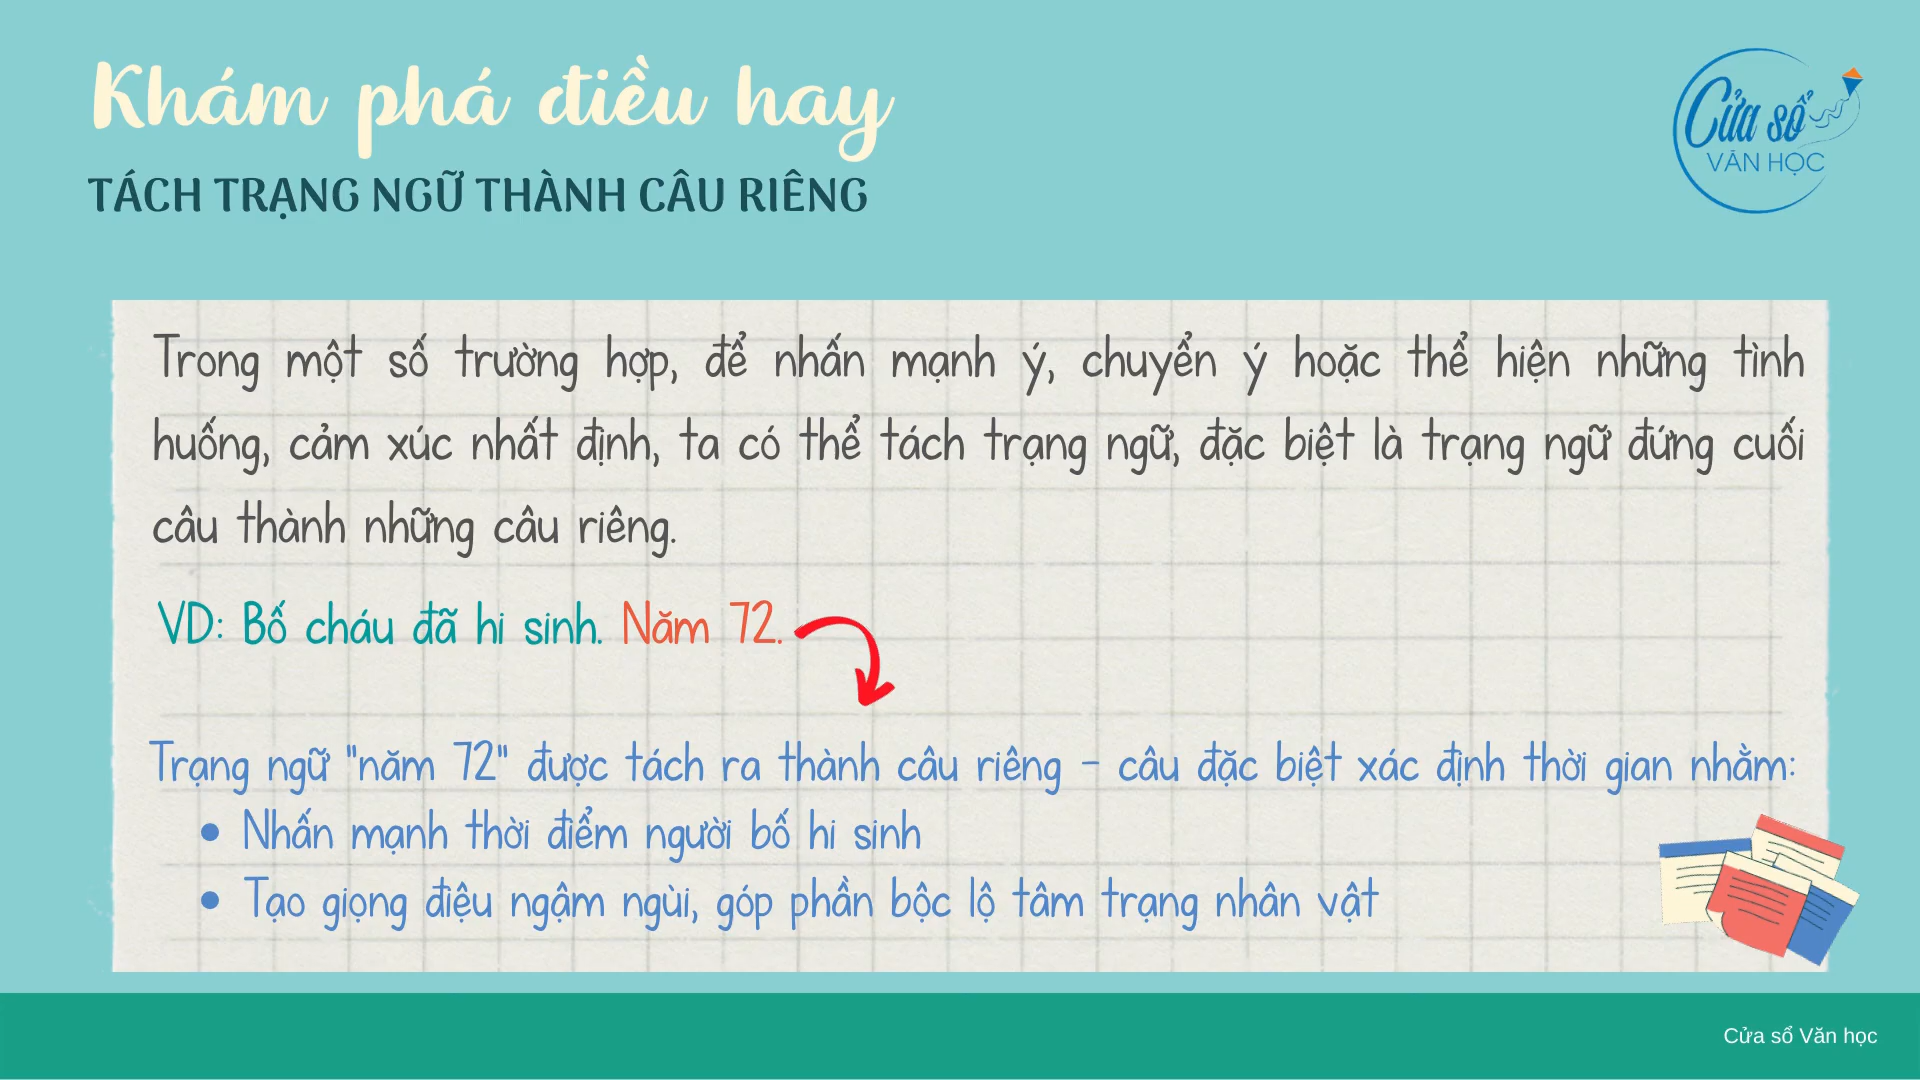 Khám phá điều hay
Cửa sổ
VĂN HỌC
TÁCH TRẠNG NGỮ THÀNH CÂU RIÊNG
Trong một số trường hợp, để nhấn mạnh ý, chuyển ý hoặc thể hiện những tình
huống, cảm xúc nhất định, ta có thể tách trạng ngữ, đặc biệt là trạng ngữ đứng cuối
câu thành những câu riêng.
VD: Bố cháu đã hi sinh. Năm 72.
Trạng ngữ "năm 72" được tách ra thành câu riêng - câu đặc biệt xác định thời gian nhằm:
• Nhấn mạnh thời điểm người bố hi sinh
• Tạo giọng điệu ngậm ngùi, góp phần bộc lộ tâm trạng nhân vật
Cửa sổ Văn học